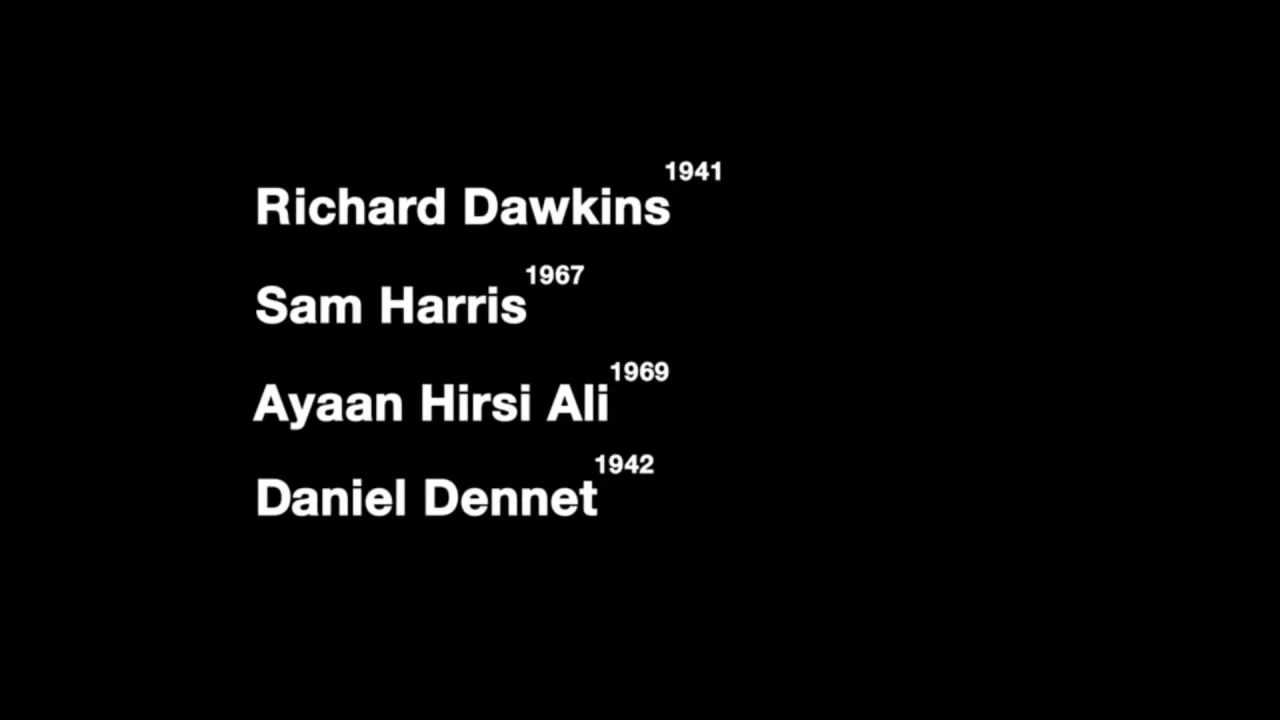 Richard Dawkins 1941
Sam Harris 1967
Ayaan Hirsi Ali 1969
Daniel Dennet 1942